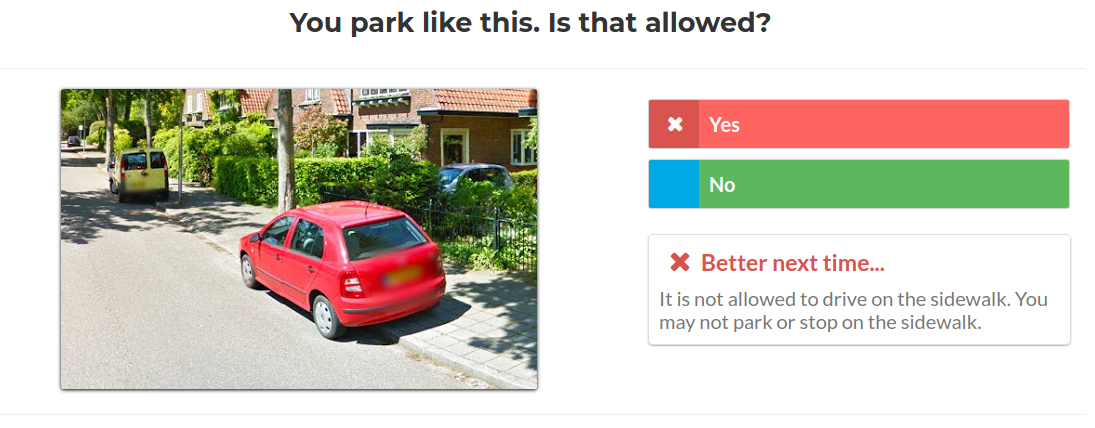 You park like this. Is that allowed?
Yes
No
Better next time...
It is not allowed to drive on the sidewalk. You
may not park or stop on the sidewalk.